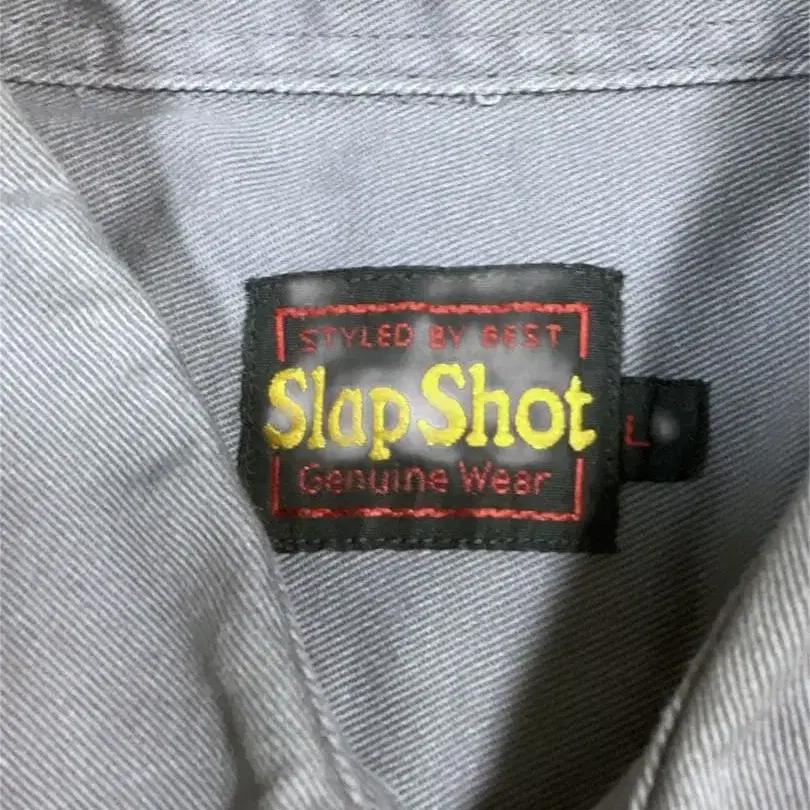 STYLED BY BEST
Slap Shot
L
Genuine Wear